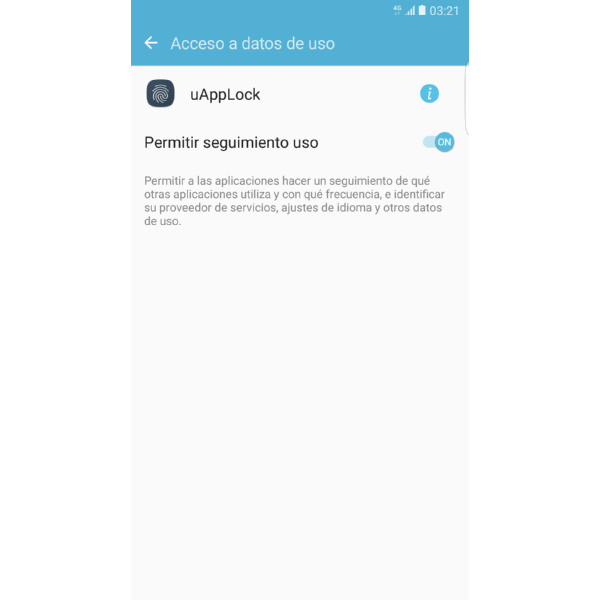 4G 03:21
Acceso a datos de uso
uAppLock
Permitir seguimiento uso
ON
Permitir a las aplicaciones hacer un seguimiento de qué
otras aplicaciones utiliza y con qué frecuencia, e identificar
su proveedor de servicios, ajustes de idioma y otros datos
de uso.